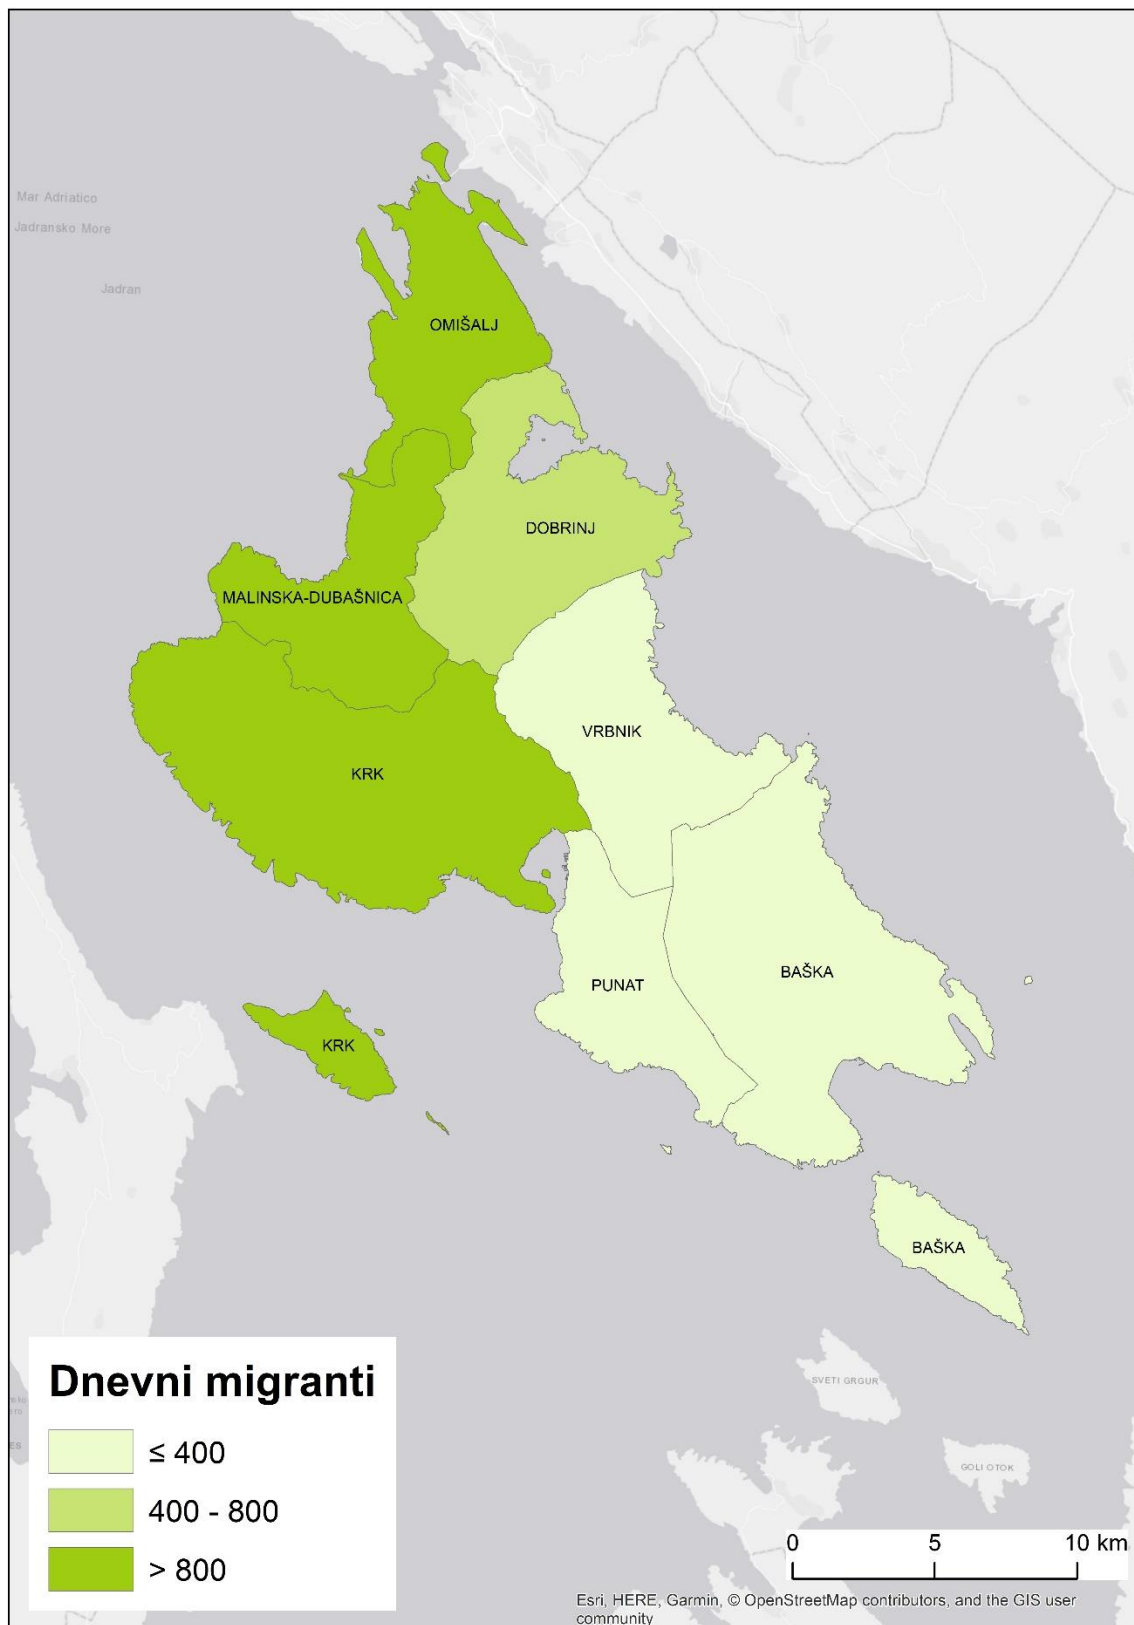 Mar Adriatico
Jadransko More
Jadran
OMIŠALJ
DOBRINJ
MALINSKA-DUBAŠNICA
VRBNIK
KRK
BAŠKA
PUNAT
KRK
BAŠKA
Dnevni migranti
≤ 400
400 - 800
> 800
SVETI GRGUR
GOLI OTOK
0 5 10 km
Esri, HERE, Garmin, © OpenStreetMap contributors, and the GIS user
community